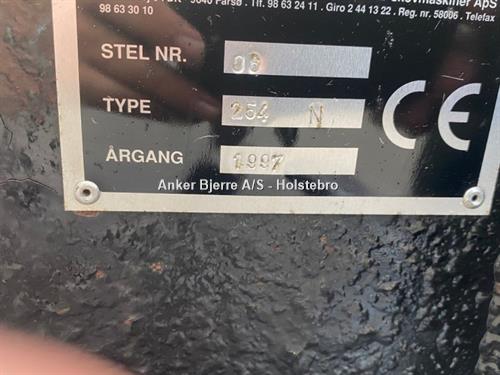 9640 Farsø . Tlf. 98 63 24 11 . Giro 2 44 13 22 . Reg. nr. 58006 . Telefax
98 63 30 10
STEL NR. 06
TYPE 254 N
ÅRGANG 1997
CE
Anker Bjerre A/S - Holstebro